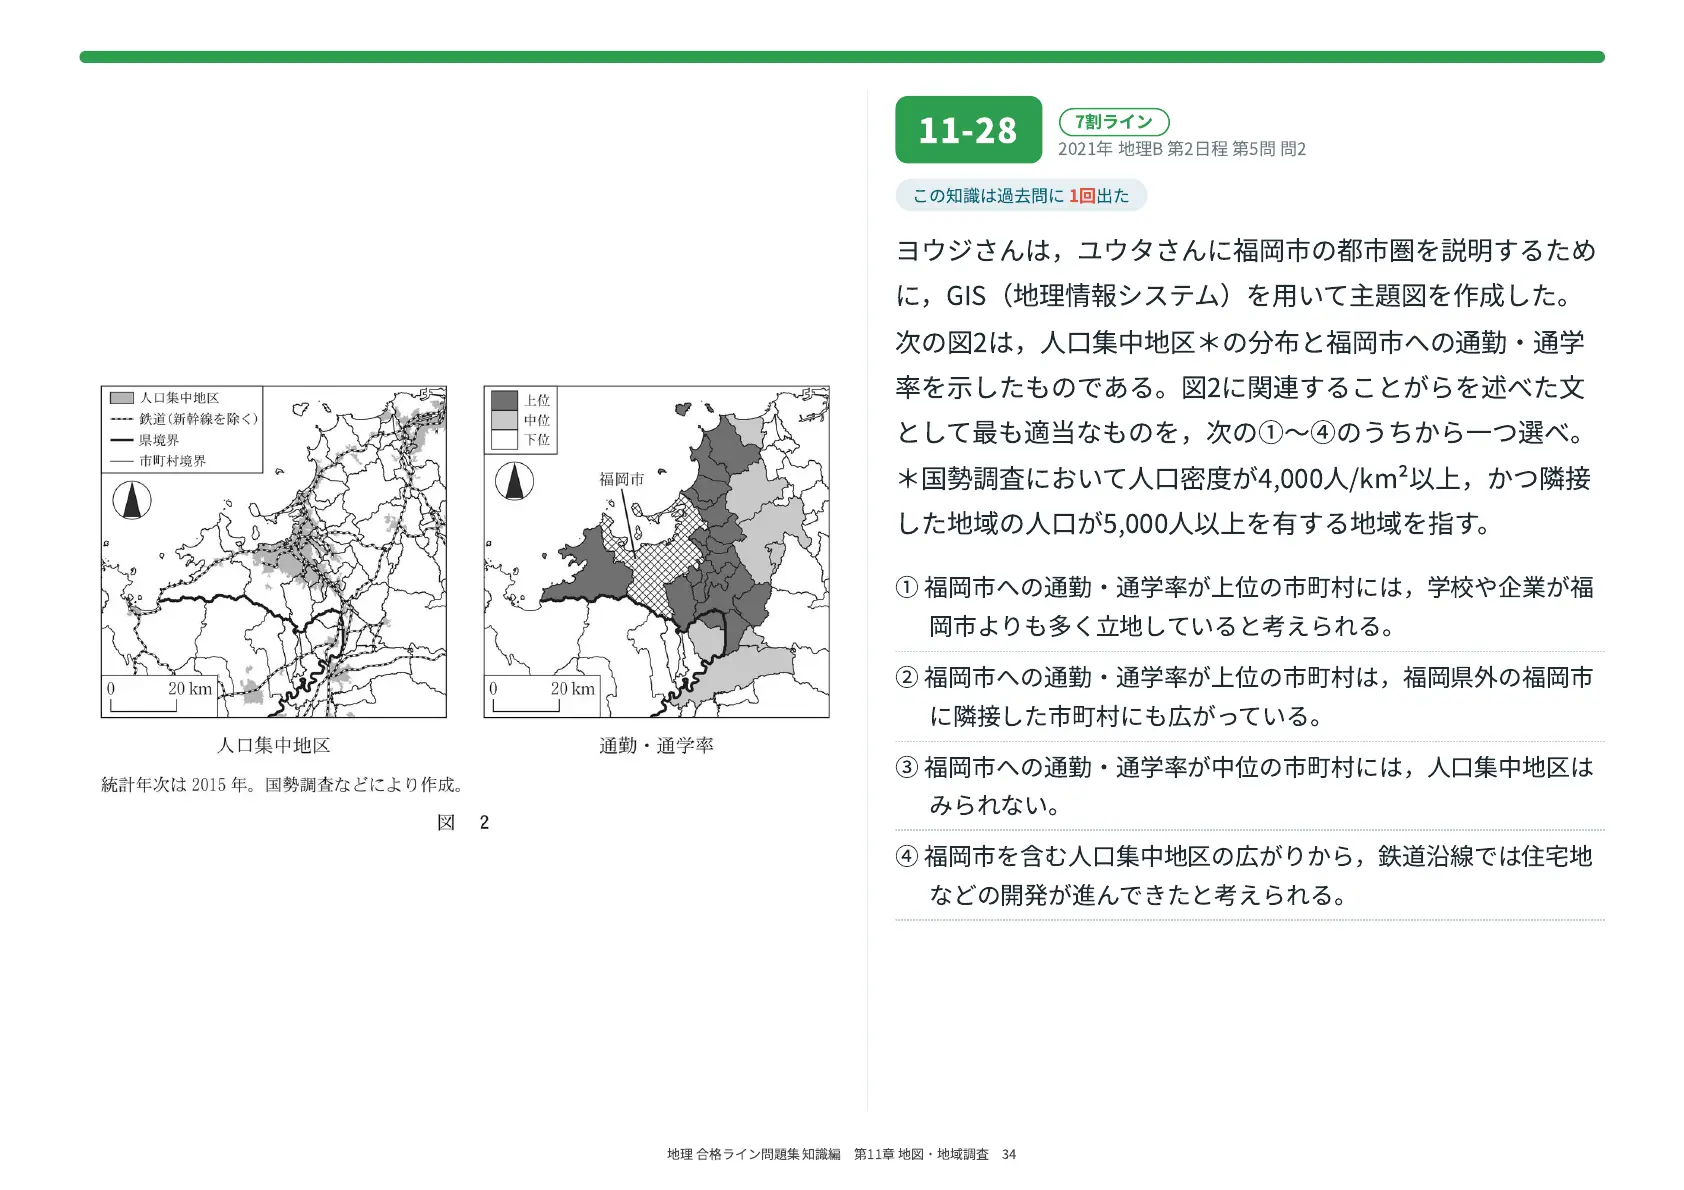 人口集中地区
鉄道(新幹線を除く)
県境界
市町村境界
0 20 km
人口集中地区
上位
中位
下位
福岡市
0 20 km
通勤・通学率
統計年次は 2015 年。国勢調査などにより作成。
図 2
11-28
7割ライン
2021年 地理B 第2日程 第5問 問2
この知識は過去問に 1回出た
ヨウジさんは，ユウタさんに福岡市の都市圏を説明するため
に，GIS（地理情報システム）を用いて主題図を作成した。
次の図2は，人口集中地区＊の分布と福岡市への通勤・通学
率を示したものである。図2に関連することがらを述べた文
として最も適当なものを，次の①～④のうちから一つ選べ。
＊国勢調査において人口密度が4,000人/km²以上，かつ隣接
した地域の人口が5,000人以上を有する地域を指す。
① 福岡市への通勤・通学率が上位の市町村には，学校や企業が福
岡市よりも多く立地していると考えられる。
② 福岡市への通勤・通学率が上位の市町村は，福岡県外の福岡市
に隣接した市町村にも広がっている。
③ 福岡市への通勤・通学率が中位の市町村には，人口集中地区は
みられない。
④ 福岡市を含む人口集中地区の広がりから，鉄道沿線では住宅地
などの開発が進んできたと考えられる。
地理 合格ライン問題集 知識編 第11章 地図・地域調査 34